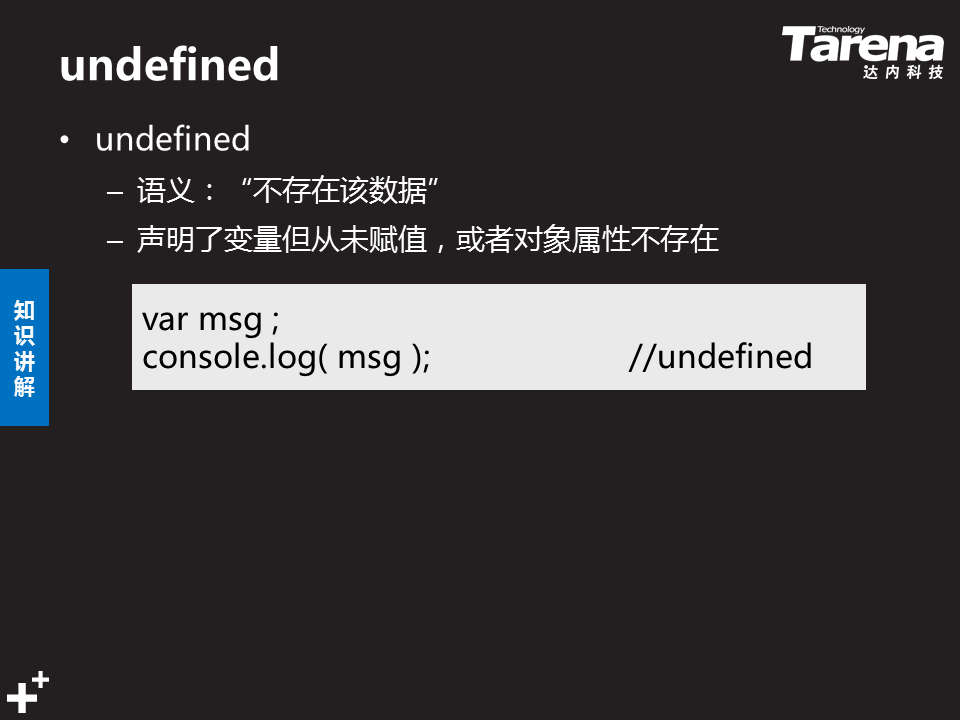 undefined
Technology
Tarena
达内科技
• undefined
– 语义：“不存在该数据”
– 声明了变量但从未赋值，或者对象属性不存在
知识讲解
var msg ;
console.log( msg ); //undefined